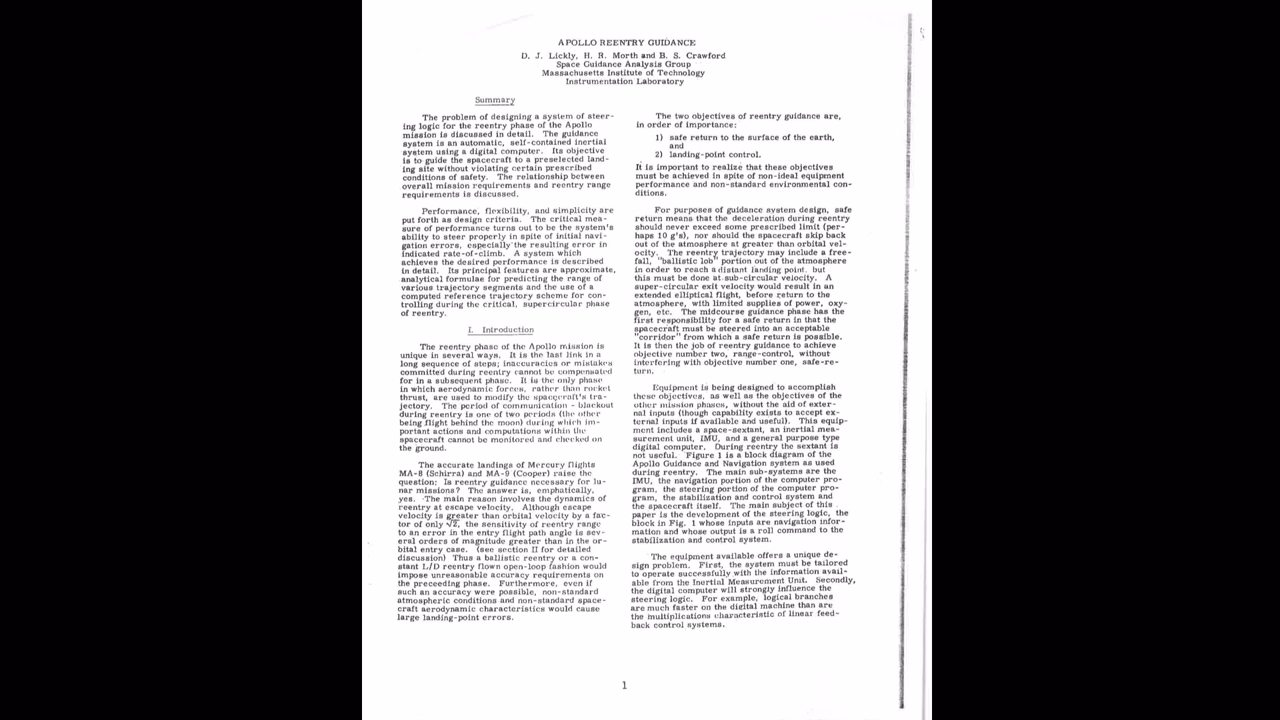 APOLLO REENTRY GUIDANCE
D. J. Lickly, H. R. Morth and B. S. Crawford
Space Guidance Analysis Group
Massachusetts Institute of Technology
Instrumentation Laboratory
Summary
The problem of designing a system of steer-
ing logic for the reentry phase of the Apollo
mission is discussed in detail. The guidance
system is an automatic, self-contained inertial
system using a digital computer. Its objective
is to guide the spacecraft to a preselected land-
ing site without violating certain prescribed
conditions of safety. The relationship between
overall mission requirements and reentry range
requirements is discussed.
Performance, flexibility, and simplicity are
put forth as design criteria. The critical mea-
sure of performance turns out to be the system's
ability to steer properly in spite of initial navi-
gation errors, especially the resulting error in
indicated rate-of-climb. A system which
achieves the desired performance is described
in detail. Its principal features are approximate,
analytical formulae for predicting the range of
various trajectory segments and the use of a
computed reference trajectory scheme for con-
trolling during the critical, supercircular phase
of reentry.
I. Introduction
The reentry phase of the Apollo mission is
unique in several ways. It is the last link in a
long sequence of steps; inaccuracies or mistakes
committed during reentry cannot be compensated
for in a subsequent phase. It is the only phase
in which aerodynamic forces, rather than rocket
thrust, are used to modify the spacecraft's tra-
jectory. The period of communication - blackout
during reentry is one of two periods (the other
being flight behind the moon) during which im-
portant actions and computations within the
spacecraft cannot be monitored and checked on
the ground.
The accurate landings of Mercury flights
MA-8 (Schirra) and MA-9 (Cooper) raise the
question: Is reentry guidance necessary for lu-
nar missions? The answer is, emphatically,
yes. The main reason involves the dynamics of
reentry at escape velocity. Although escape
velocity is greater than orbital velocity by a fac-
tor of only √2, the sensitivity of reentry range
to an error in the entry flight path angle is sev-
eral orders of magnitude greater than in the or-
bital entry case. (see section II for detailed
discussion) Thus a ballistic reentry or a con-
stant L/D reentry flown open-loop fashion would
impose unreasonable accuracy requirements on
the preceeding phase. Furthermore, even if
such an accuracy were possible, non-standard
atmospheric conditions and non-standard space-
craft aerodynamic characteristics would cause
large landing-point errors.
The two objectives of reentry guidance are,
in order of importance:
1) safe return to the surface of the earth,
and
2) landing-point control.
It is important to realize that these objectives
must be achieved in spite of non-ideal equipment
performance and non-standard environmental con-
ditions.
For purposes of guidance system design, safe
return means that the deceleration during reentry
should never exceed some prescribed limit (per-
haps 10 g's), nor should the spacecraft skip back
out of the atmosphere at greater than orbital vel-
ocity. The reentry trajectory may include a free-
fall, "ballistic lob" portion out of the atmosphere
in order to reach a distant landing point, but
this must be done at sub-circular velocity. A
super-circular exit velocity would result in an
extended elliptical flight, before return to the
atmosphere, with limited supplies of power, oxy-
gen, etc. The midcourse guidance phase has the
first responsibility for a safe return in that the
spacecraft must be steered into an acceptable
"corridor" from which a safe return is possible.
It is then the job of reentry guidance to achieve
objective number two, range-control, without
interfering with objective number one, safe-re-
turn.
Equipment is being designed to accomplish
these objectives, as well as the objectives of the
other mission phases, without the aid of exter-
nal inputs (though capability exists to accept ex-
ternal inputs if available and useful). This equip-
ment includes a space-sextant, an inertial mea-
surement unit, IMU, and a general purpose type
digital computer. During reentry the sextant is
not useful. Figure 1 is a block diagram of the
Apollo Guidance and Navigation system as used
during reentry. The main sub-systems are the
IMU, the navigation portion of the computer pro-
gram, the steering portion of the computer pro-
gram, the stabilization and control system and
the spacecraft itself. The main subject of this
paper is the development of the steering logic, the
block in Fig. 1 whose inputs are navigation infor-
mation and whose output is a roll command to the
stabilization and control system.
The equipment available offers a unique de-
sign problem. First, the system must be tailored
to operate successfully with the information avail-
able from the Inertial Measurement Unit. Secondly,
the digital computer will strongly influence the
steering logic. For example, logical branches
are much faster on the digital machine than are
the multiplications characteristic of linear feed-
back control systems.
1